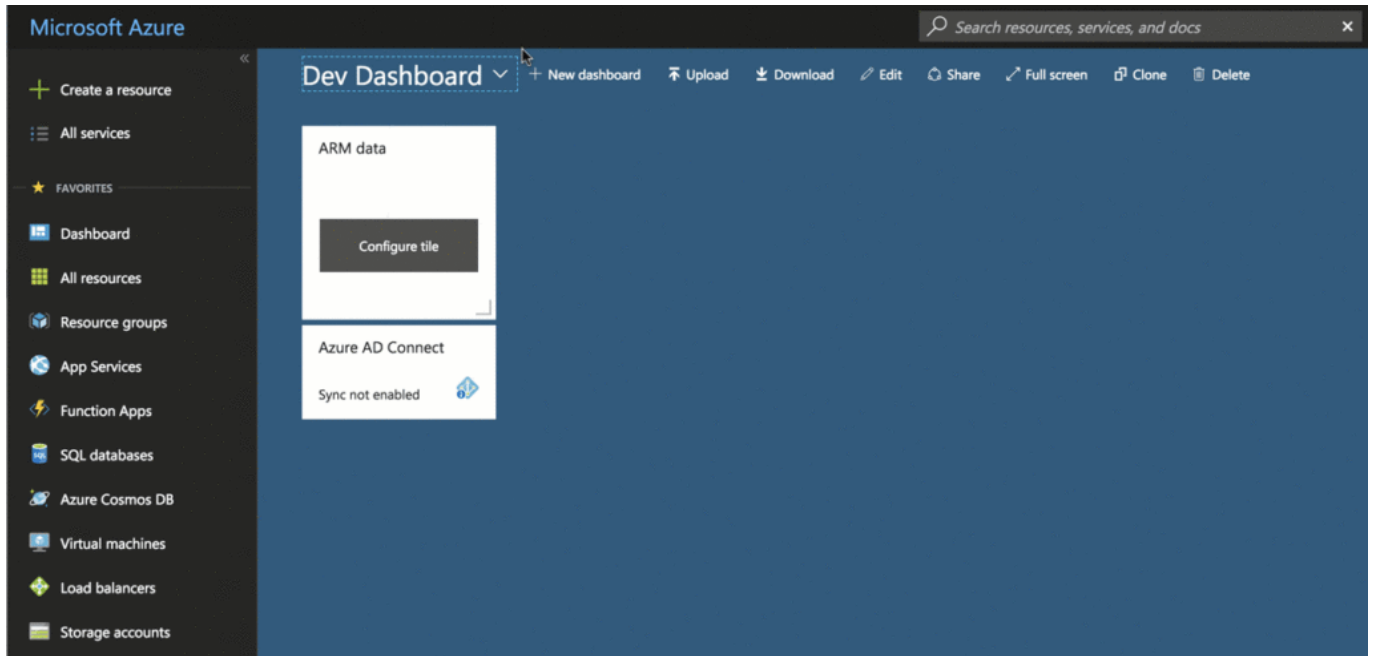 Microsoft Azure
Search resources, services, and docs
Create a resource
All services
FAVORITES
Dashboard
All resources
Resource groups
App Services
Function Apps
SQL databases
Azure Cosmos DB
Virtual machines
Load balancers
Storage accounts
Dev Dashboard
New dashboard
Upload
Download
Edit
Share
Full screen
Clone
Delete
ARM data
Configure tile
Azure AD Connect
Sync not enabled